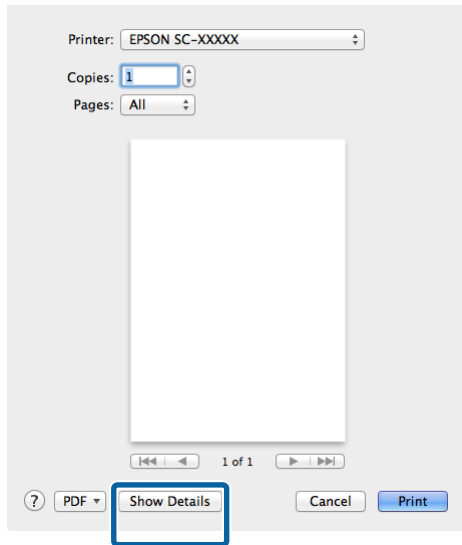 Printer: EPSON SC-XXXXX
Copies: 1
Pages: All
1 of 1
? PDF Show Details Cancel Print